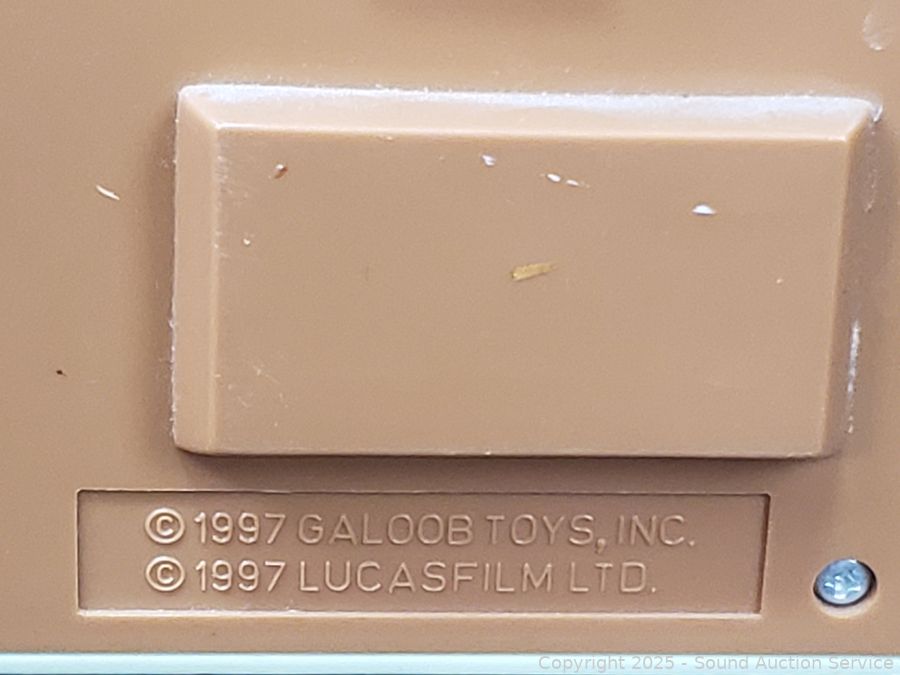 © 1997 GALOOB TOYS, INC.
© 1997 LUCASFILM LTD.
Copyright 2025 - Sound Auction Service